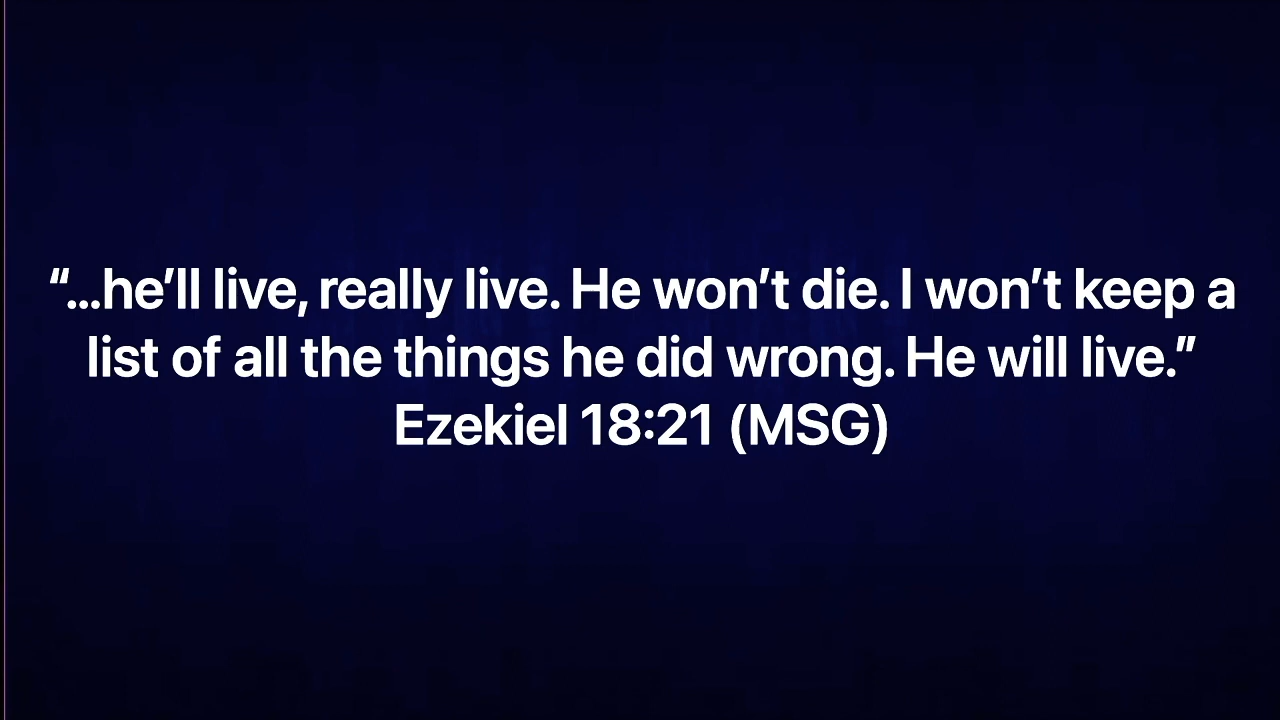 “...he’ll live, really live. He won’t die. I won’t keep a
list of all the things he did wrong. He will live.”
Ezekiel 18:21 (MSG)